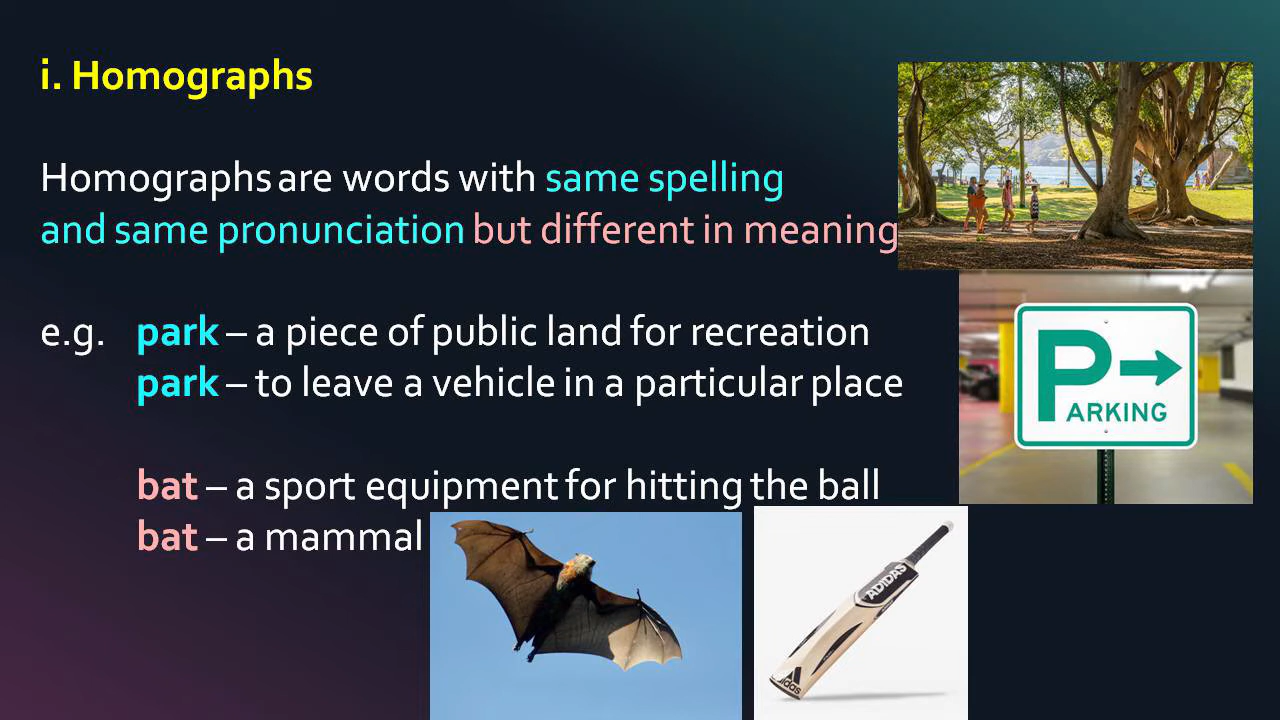 i. Homographs
Homographs are words with same spelling
and same pronunciation but different in meaning
e.g. park – a piece of public land for recreation
park – to leave a vehicle in a particular place
P
ARKING
bat – a sport equipment for hitting the ball
bat – a mammal
ADIDAS
adidas